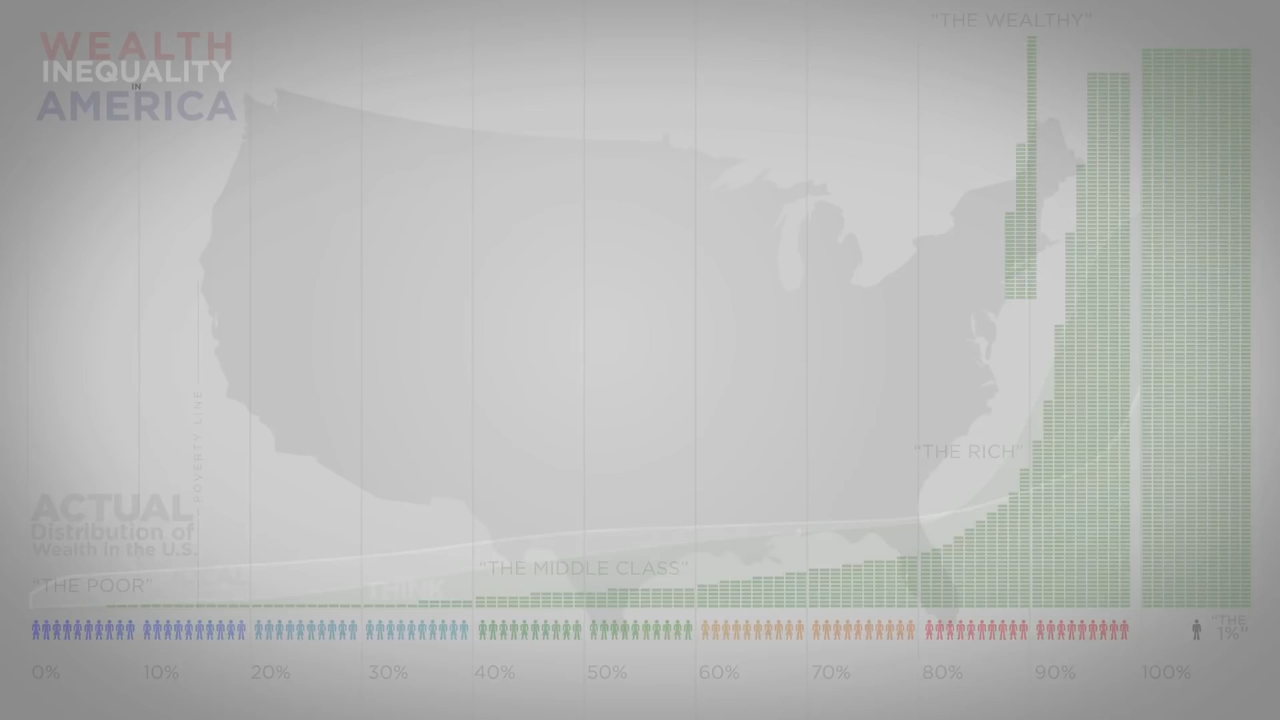 WEALTH
INEQUALITY
IN
AMERICA
"THE WEALTHY"
POVERTY LINE
"THE RICH"
ACTUAL
Distribution of
Wealth in the U.S.
"THE POOR"
"THE MIDDLE CLASS"
THINK
"THE
1%"
0% 10% 20% 30% 40% 50% 60% 70% 80% 90% 100%